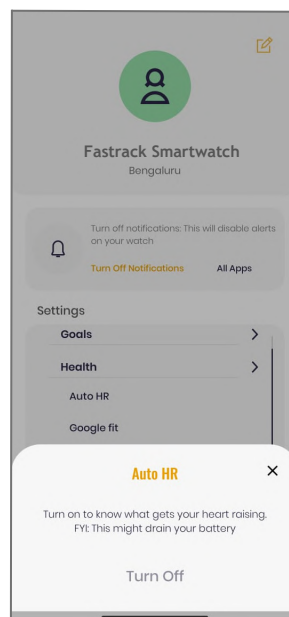 Fastrack Smartwatch
Bengaluru
Turn off notifications: This will disable alerts
on your watch
Turn Off Notifications All Apps
Settings
Goals
Health
Auto HR
Google fit
Auto HR
Turn on to know what gets your heart raising.
FYI: This might drain your battery
Turn Off